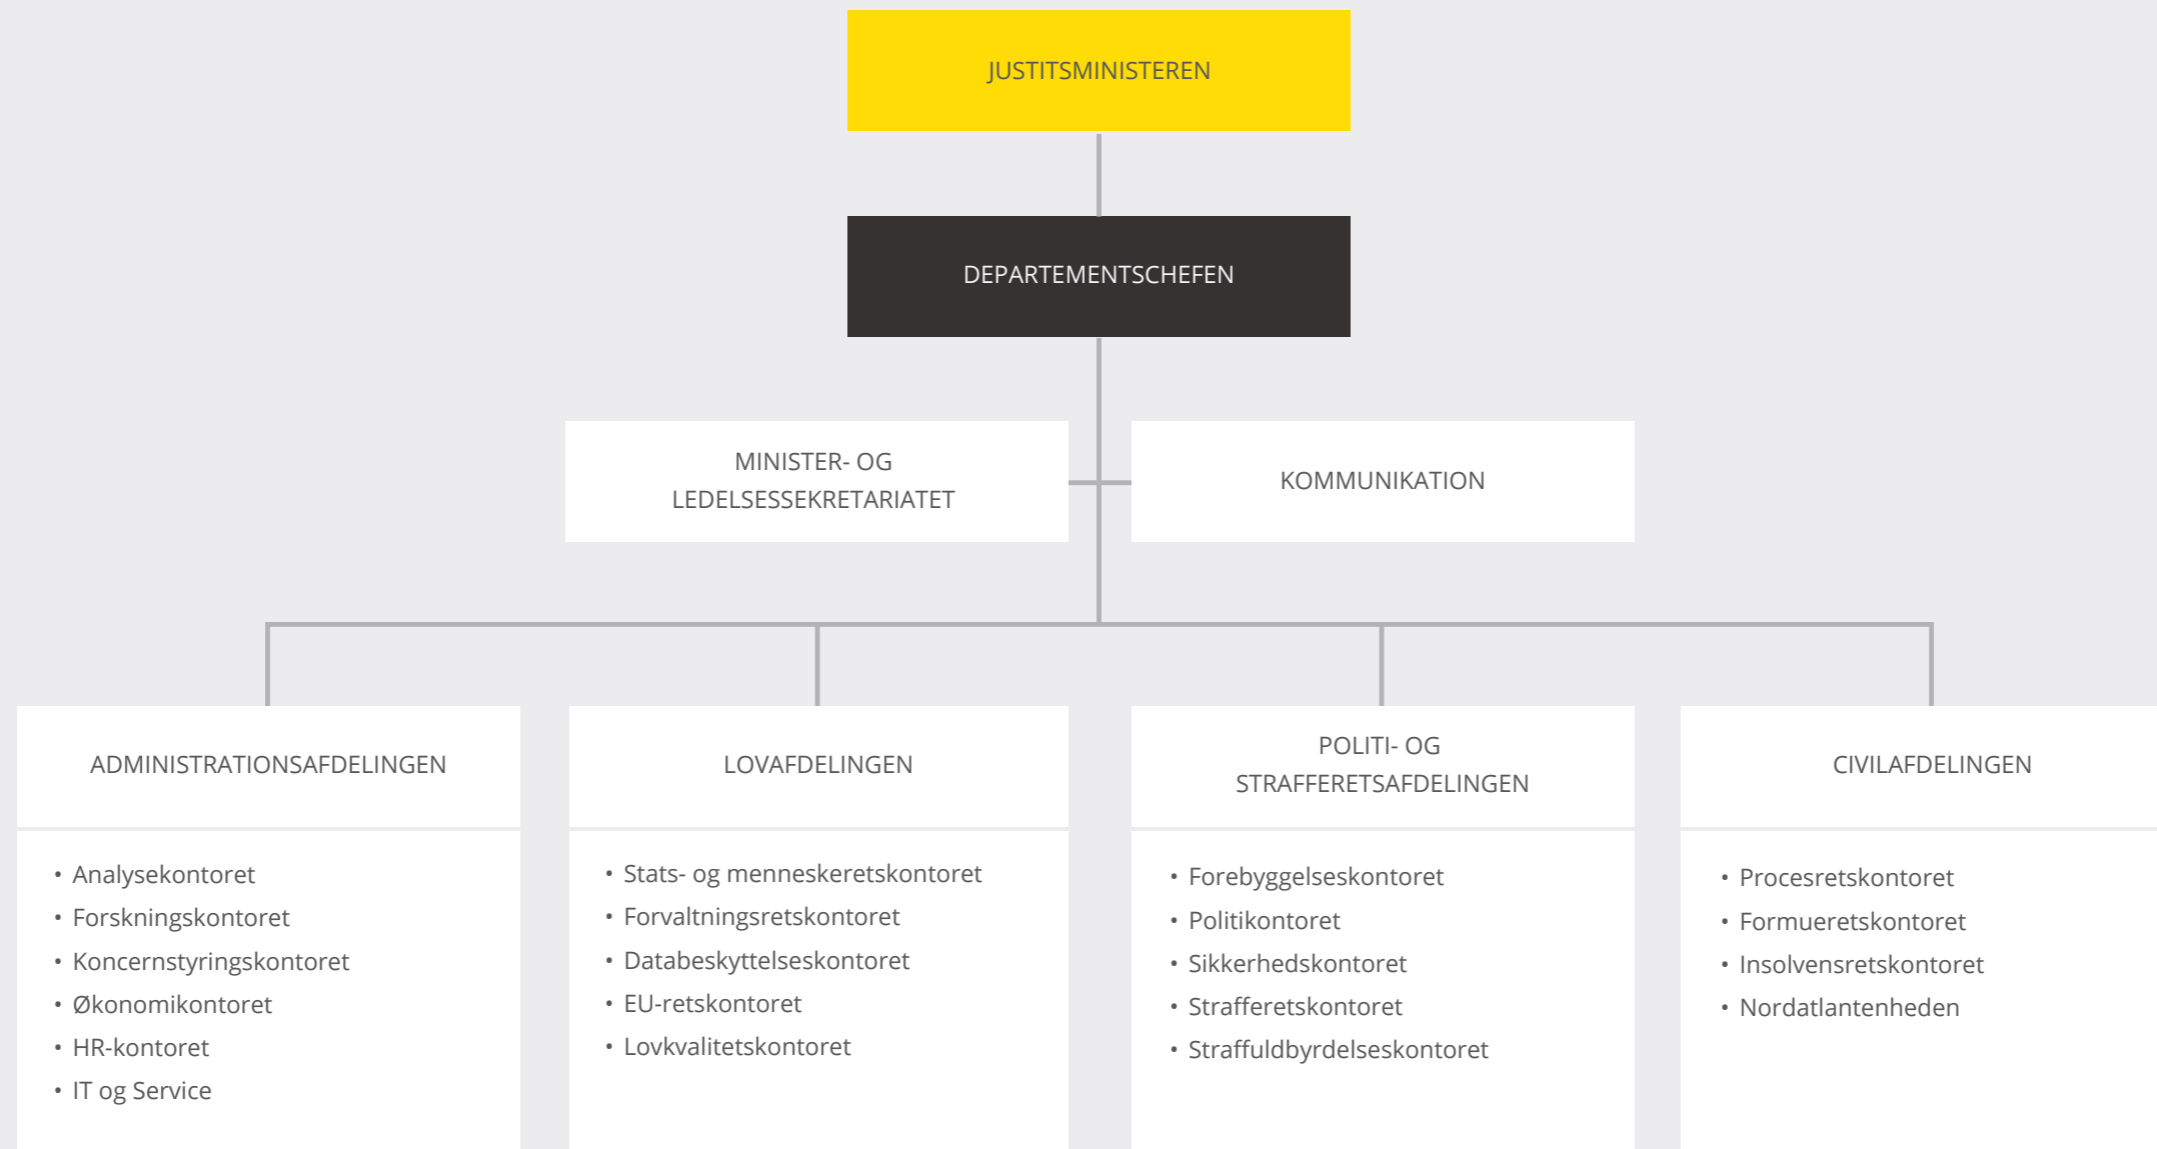 JUSTITSMINISTEREN
DEPARTEMENTSCHEFEN
MINISTER- OG
LEDELSESSEKRETARIATET
KOMMUNIKATION
ADMINISTRATIONSAFDELINGEN
• Analysekontoret
• Forskningskontoret
• Koncernstyringskontoret
• Økonomikontoret
• HR-kontoret
• IT og Service
LOVAFDELINGEN
• Stats- og menneskeretskontoret
• Forvaltningsretskontoret
• Databeskyttelseskontoret
• EU-retskontoret
• Lovkvalitetskontoret
POLITI- OG
STRAFFERETSAFDELINGEN
• Forebyggelseskontoret
• Politikontoret
• Sikkerhedskontoret
• Strafferetskontoret
• Straffuldbyrdelseskontoret
CIVILAFDELINGEN
• Procesretskontoret
• Formueretskontoret
• Insolvensretskontoret
• Nordatlantenheden